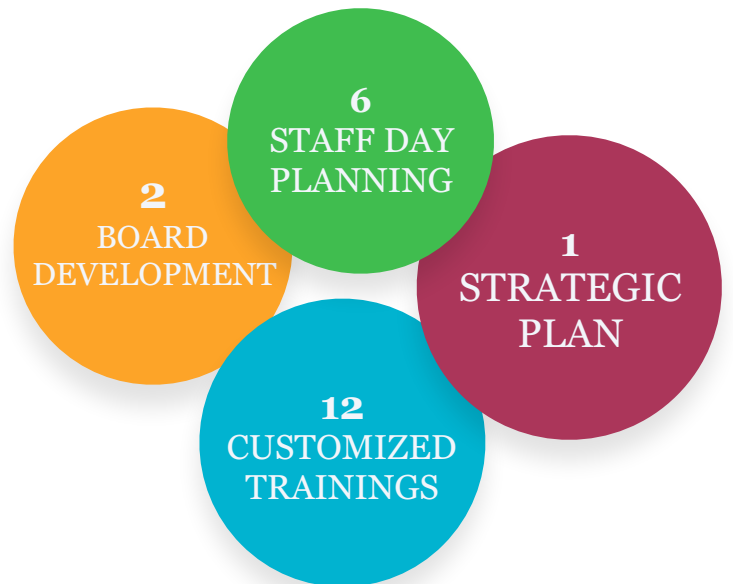 6
STAFF DAY
PLANNING
2
BOARD
DEVELOPMENT
1
STRATEGIC
PLAN
12
CUSTOMIZED
TRAININGS